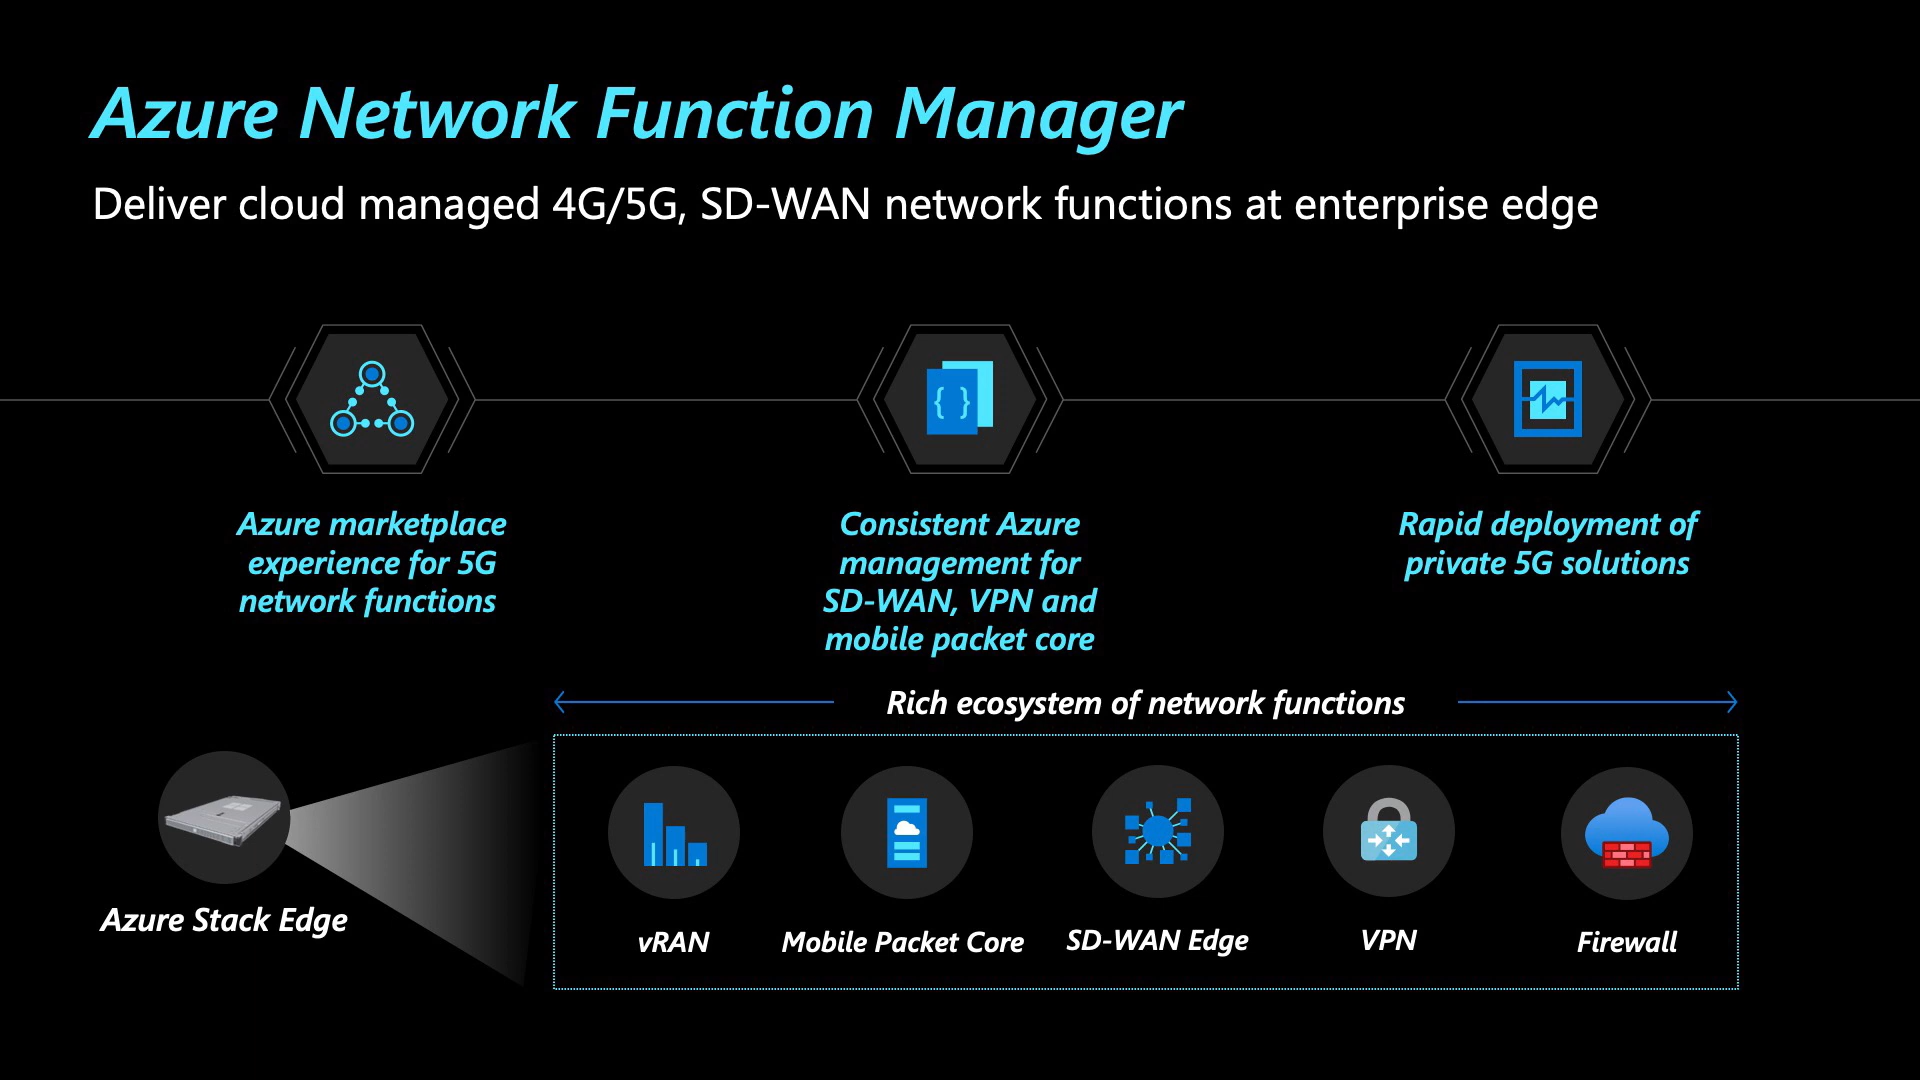 Azure Network Function Manager
Deliver cloud managed 4G/5G, SD-WAN network functions at enterprise edge
{ }
Azure marketplace
experience for 5G
network functions
Consistent Azure
management for
SD-WAN, VPN and
mobile packet core
Rapid deployment of
private 5G solutions
Rich ecosystem of network functions
Azure Stack Edge
vRAN
Mobile Packet Core
SD-WAN Edge
VPN
Firewall